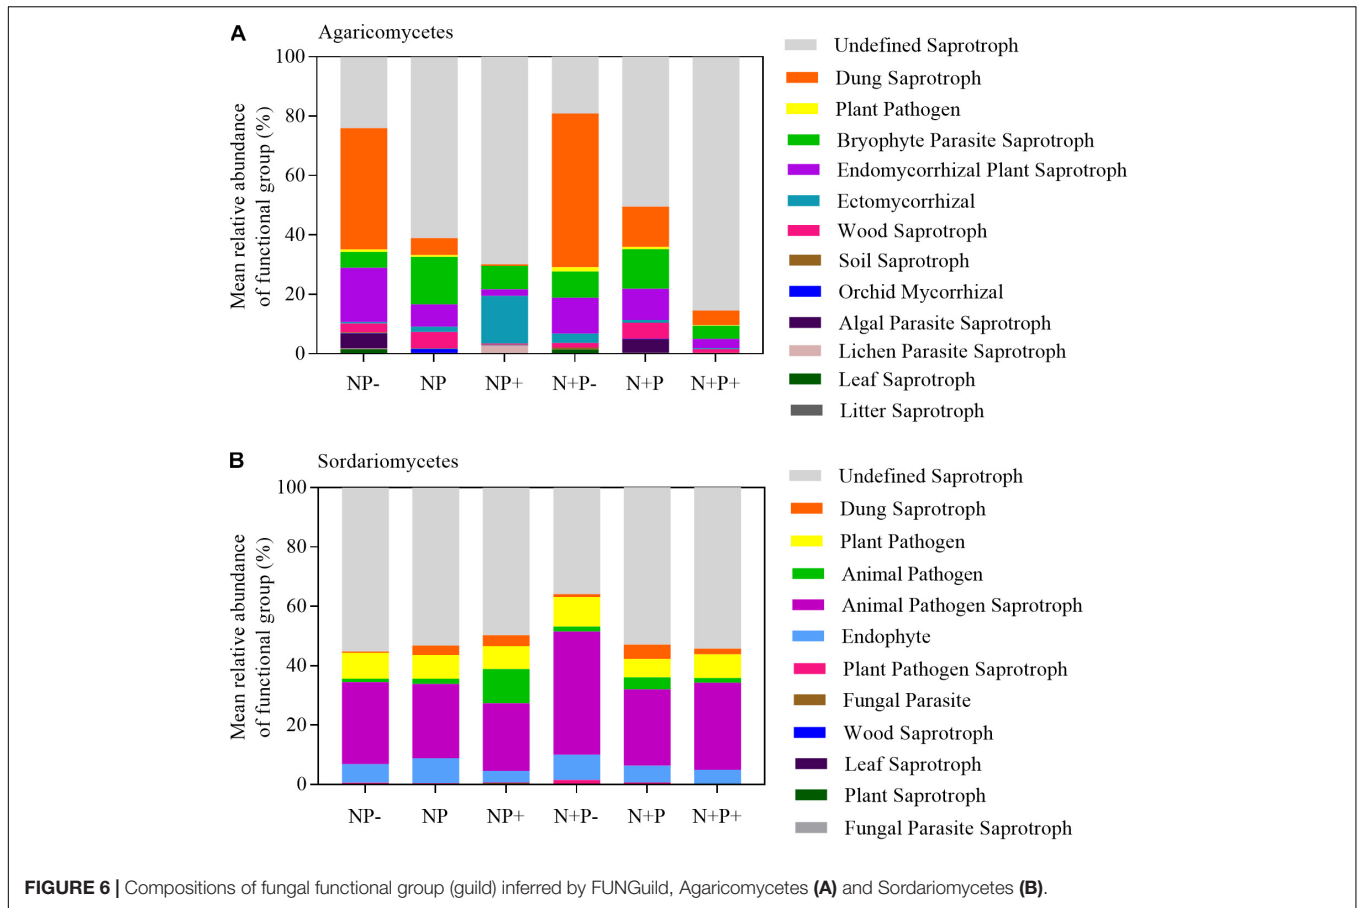 A
Agaricomycetes
Mean relative abundance
of functional group (%)
100
80
60
40
20
0
NP-
NP
NP+
N+P-
N+P
N+P+
Undefined Saprotroph
Dung Saprotroph
Plant Pathogen
Bryophyte Parasite Saprotroph
Endomycorrhizal Plant Saprotroph
Ectomycorrhizal
Wood Saprotroph
Soil Saprotroph
Orchid Mycorrhizal
Algal Parasite Saprotroph
Lichen Parasite Saprotroph
Leaf Saprotroph
Litter Saprotroph
B
Sordariomycetes
Mean relative abundance
of functional group (%)
100
80
60
40
20
0
NP-
NP
NP+
N+P-
N+P
N+P+
Undefined Saprotroph
Dung Saprotroph
Plant Pathogen
Animal Pathogen
Animal Pathogen Saprotroph
Endophyte
Plant Pathogen Saprotroph
Fungal Parasite
Wood Saprotroph
Leaf Saprotroph
Plant Saprotroph
Fungal Parasite Saprotroph
FIGURE 6 | Compositions of fungal functional group (guild) inferred by FUNGuild, Agaricomycetes (A) and Sordariomycetes (B).